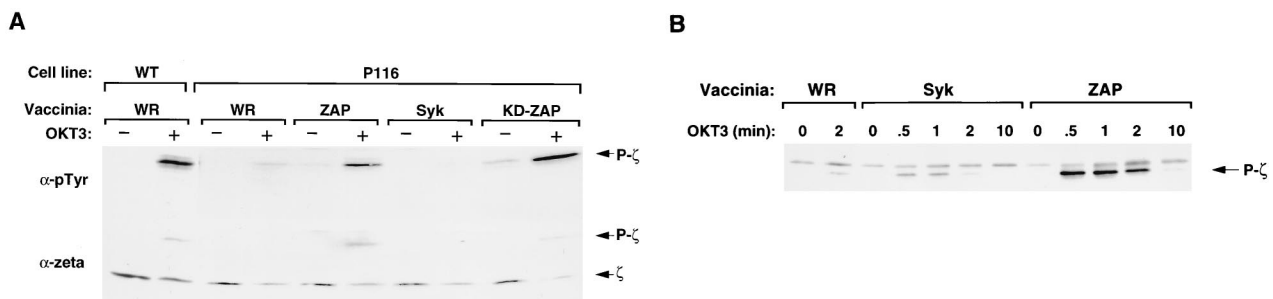 A
Cell line: WT P116
Vaccinia: WR WR ZAP Syk KD-ZAP
OKT3: – + – + – + – + – +
α-pTyr P-ζ
P-ζ
α-zeta ζ
B
Vaccinia: WR Syk ZAP
OKT3 (min): 0 2 0 .5 1 2 10 0 .5 1 2 10
P-ζ